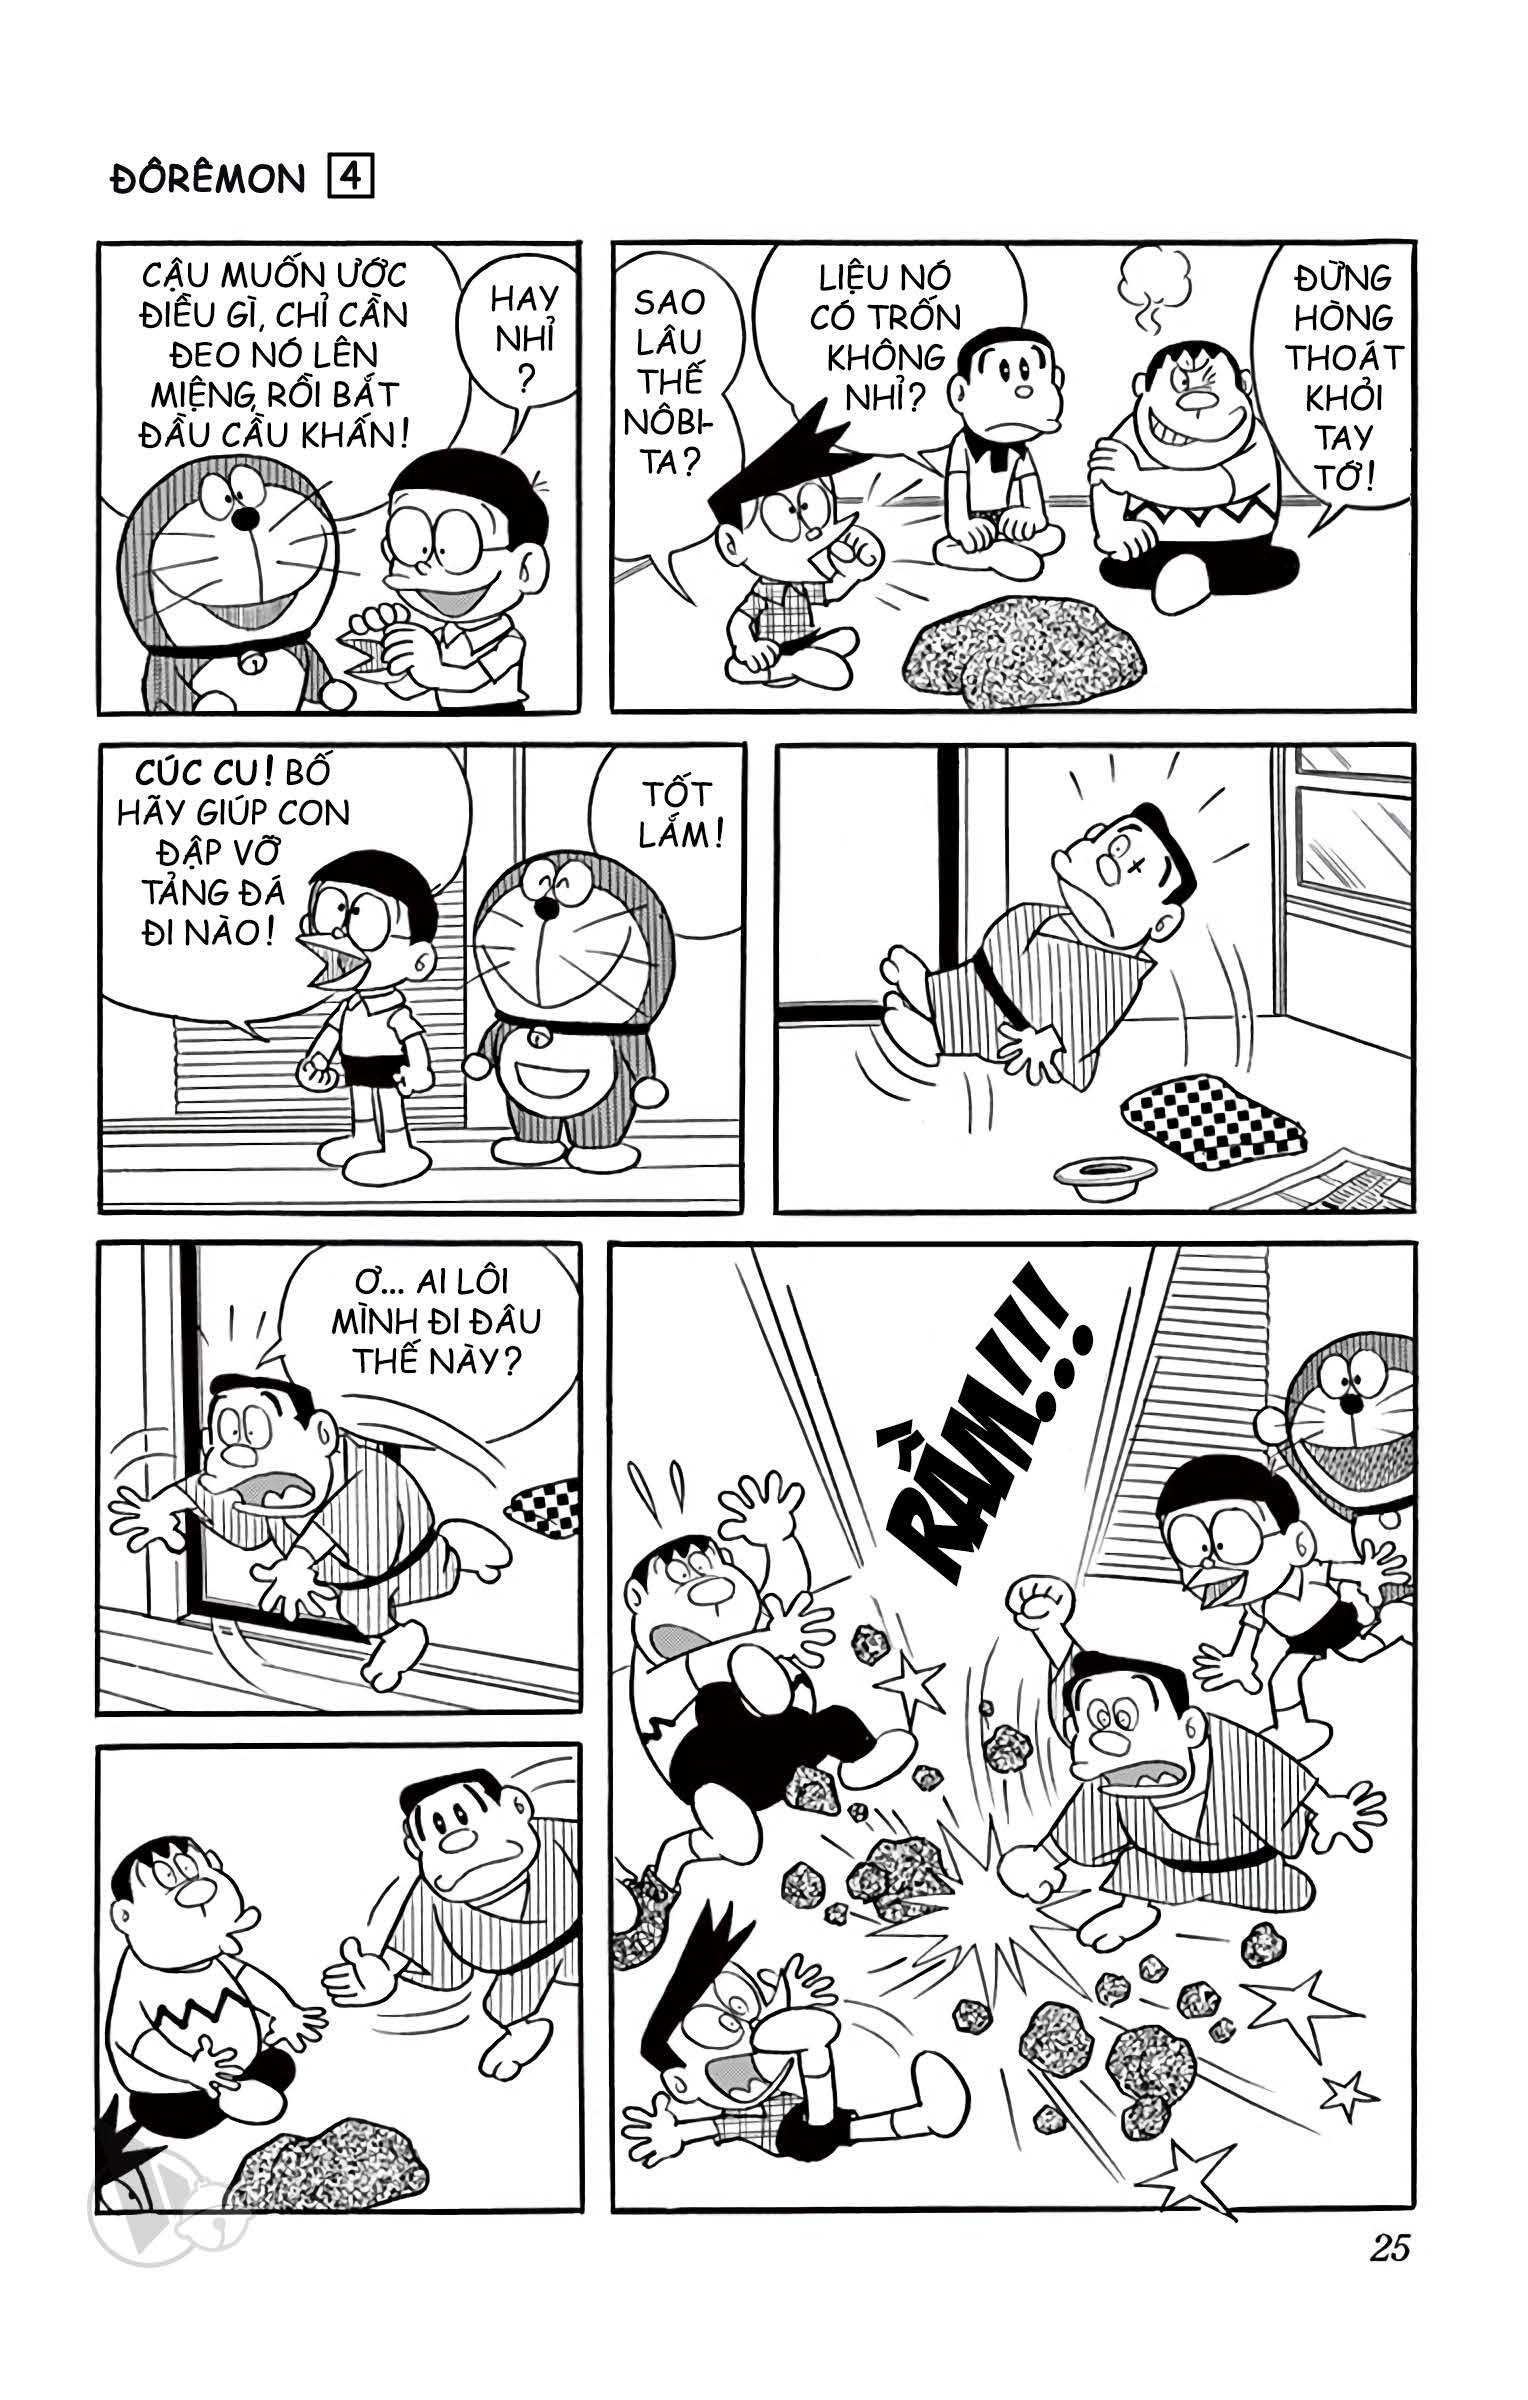 ĐÔRÊMON 4
CẬU MUỐN ƯỚC
ĐIỀU GÌ, CHỈ CẦN
ĐEO NÓ LÊN
MIỆNG RỒI BẮT
ĐẦU CẦU KHẤN!
HAY
NHỈ
?
SAO
LÂU
THẾ
NÔBI-
TA?
LIỆU NÓ
CÓ TRỐN
KHÔNG
NHỈ?
ĐỪNG
HÒNG
THOÁT
KHỎI
TAY
TỚ!
CÚC CU! BỐ
HÃY GIÚP CON
ĐẬP VỠ
TẢNG ĐÁ
ĐI NÀO!
TỐT
LẮM!
Ơ... AI LÔI
MÌNH ĐI ĐÂU
THẾ NÀY?
RẦM!!!
25